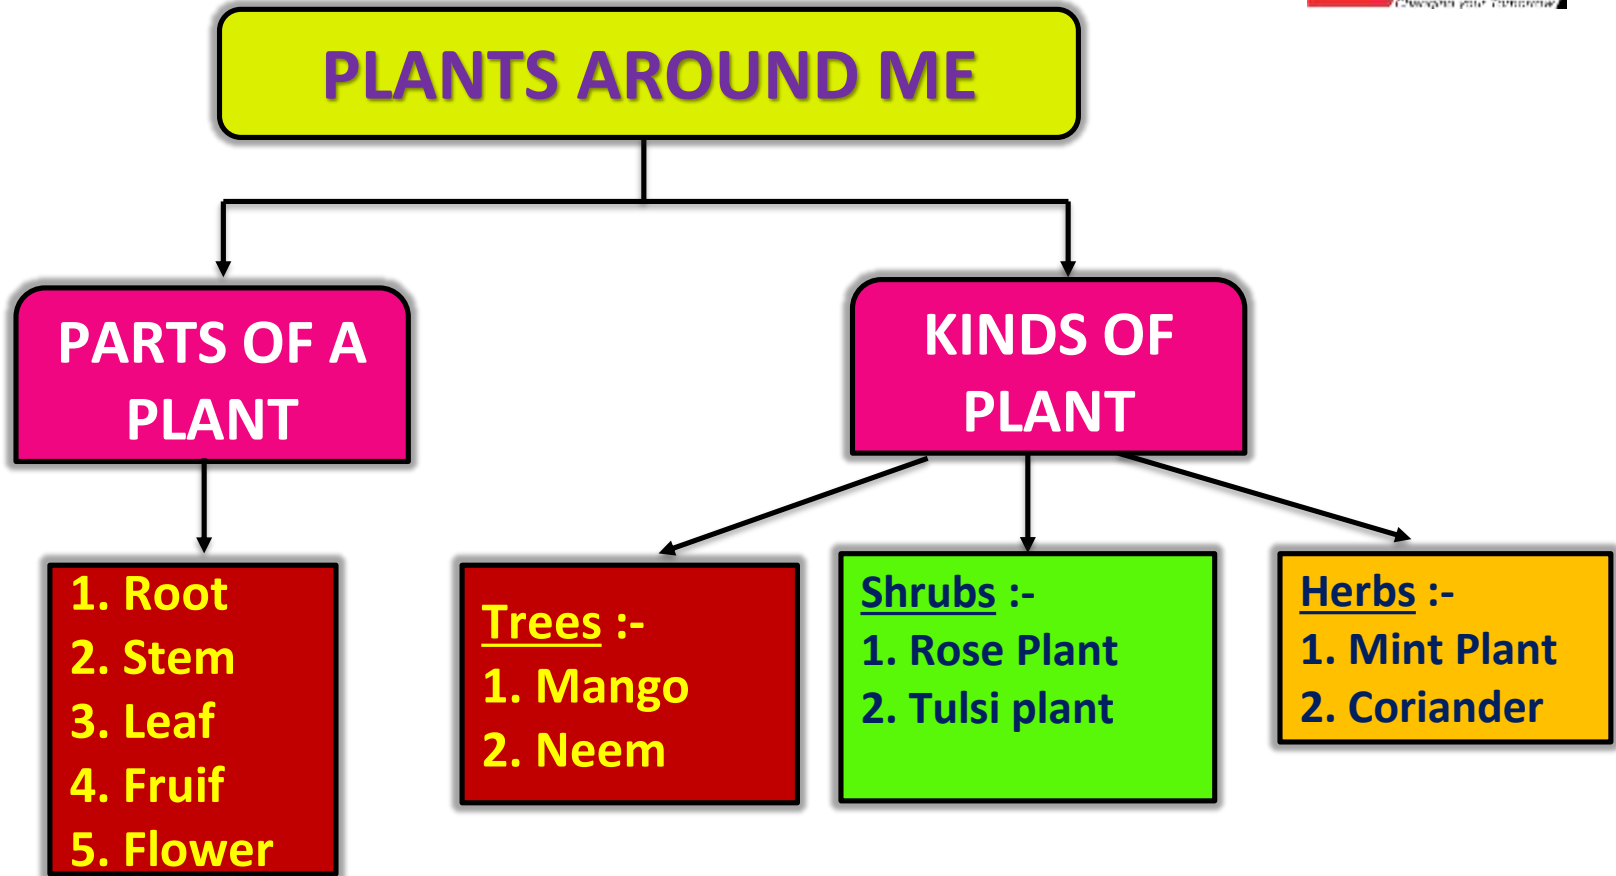 PLANTS AROUND ME
PARTS OF A
PLANT
KINDS OF
PLANT
1. Root
2. Stem
3. Leaf
4. Fruif
5. Flower
Trees :-
1. Mango
2. Neem
Shrubs :-
1. Rose Plant
2. Tulsi plant
Herbs :-
1. Mint Plant
2. Coriander